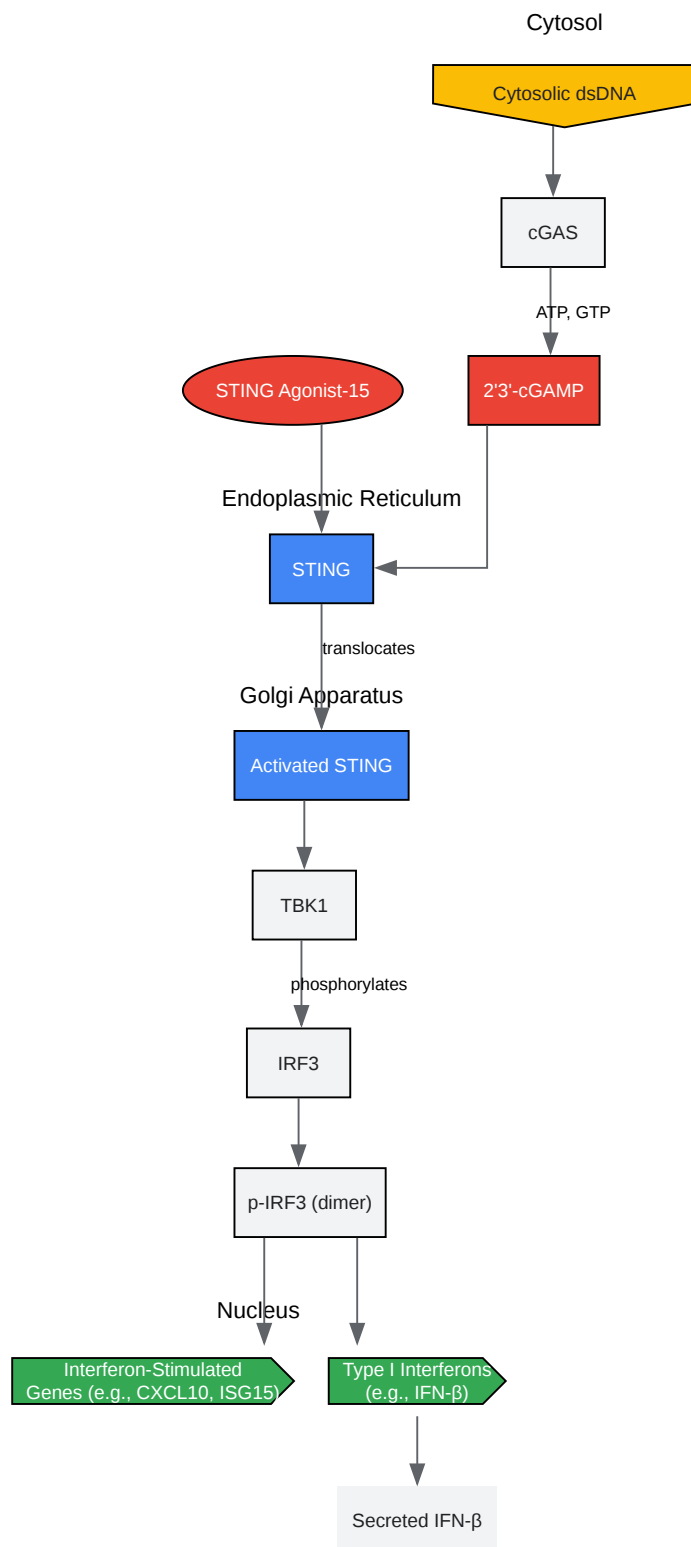 Cytosol
Cytosolic dsDNA
cGAS
ATP, GTP
STING Agonist-15
2'3'-cGAMP
Endoplasmic Reticulum
STING
translocates
Golgi Apparatus
Activated STING
TBK1
phosphorylates
IRF3
p-IRF3 (dimer)
Nucleus
Interferon-Stimulated
Genes (e.g., CXCL10, ISG15)
Type I Interferons
(e.g., IFN-β)
Secreted IFN-β